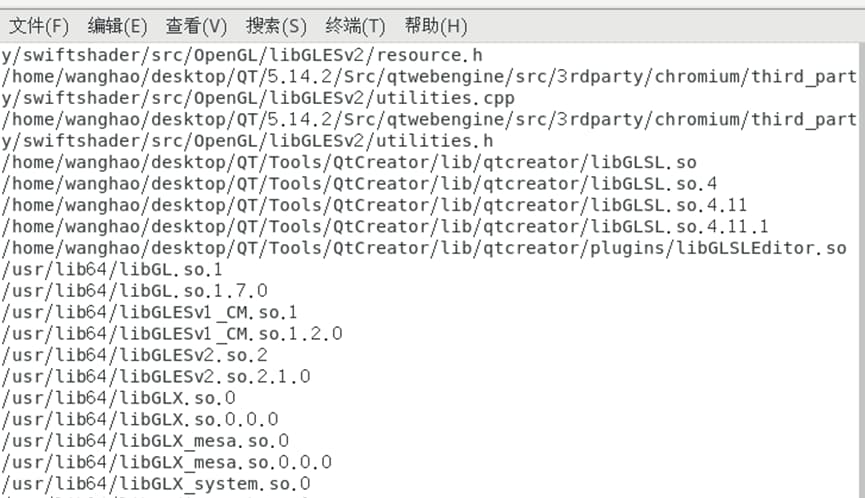 文件(F) 编辑(E) 查看(V) 搜索(S) 终端(T) 帮助(H)
y/swiftshader/src/OpenGL/libGLESv2/resource.h
/home/wanghao/desktop/QT/5.14.2/Src/qtwebengine/src/3rdparty/chromium/third_part
y/swiftshader/src/OpenGL/libGLESv2/utilities.cpp
/home/wanghao/desktop/QT/5.14.2/Src/qtwebengine/src/3rdparty/chromium/third_part
y/swiftshader/src/OpenGL/libGLESv2/utilities.h
/home/wanghao/desktop/QT/Tools/QtCreator/lib/qtcreator/libGLSL.so
/home/wanghao/desktop/QT/Tools/QtCreator/lib/qtcreator/libGLSL.so.4
/home/wanghao/desktop/QT/Tools/QtCreator/lib/qtcreator/libGLSL.so.4.11
/home/wanghao/desktop/QT/Tools/QtCreator/lib/qtcreator/libGLSL.so.4.11.1
/home/wanghao/desktop/QT/Tools/QtCreator/lib/qtcreator/plugins/libGLSLEditor.so
/usr/lib64/libGL.so.1
/usr/lib64/libGL.so.1.7.0
/usr/lib64/libGLESv1_CM.so.1
/usr/lib64/libGLESv1_CM.so.1.2.0
/usr/lib64/libGLESv2.so.2
/usr/lib64/libGLESv2.so.2.1.0
/usr/lib64/libGLX.so.0
/usr/lib64/libGLX.so.0.0.0
/usr/lib64/libGLX_mesa.so.0
/usr/lib64/libGLX_mesa.so.0.0.0
/usr/lib64/libGLX_system.so.0